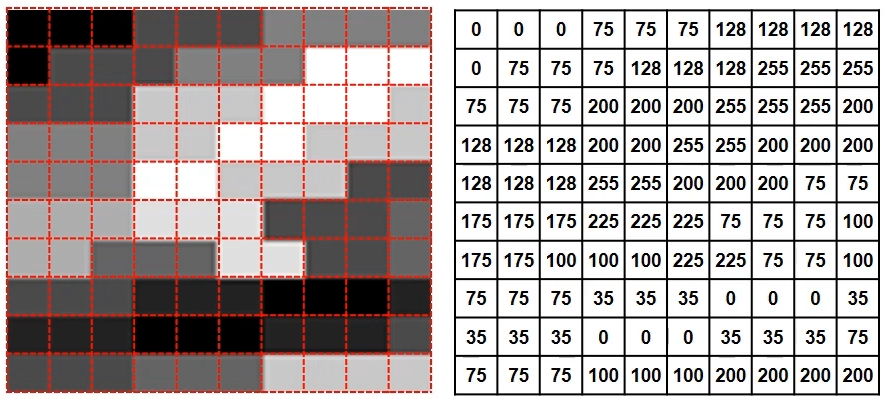 0 0 0 75 75 75 128 128 128 128
0 75 75 75 128 128 128 255 255 255
75 75 75 200 200 200 255 255 255 200
128 128 128 200 200 255 255 200 200 200
128 128 128 255 255 200 200 200 75 75
175 175 175 225 225 225 75 75 75 100
175 175 100 100 100 225 225 75 75 100
75 75 75 35 35 35 0 0 0 35
35 35 35 0 0 0 35 35 35 75
75 75 75 100 100 100 200 200 200 200